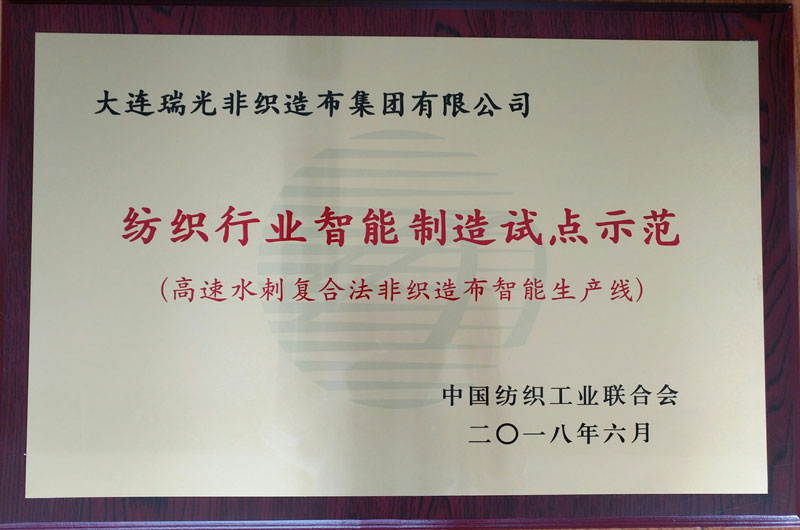 大连瑞光非织造布集团有限公司
纺织行业智能制造试点示范
(高速水刺复合法非织造布智能生产线)
中国纺织工业联合会
二〇一八年六月